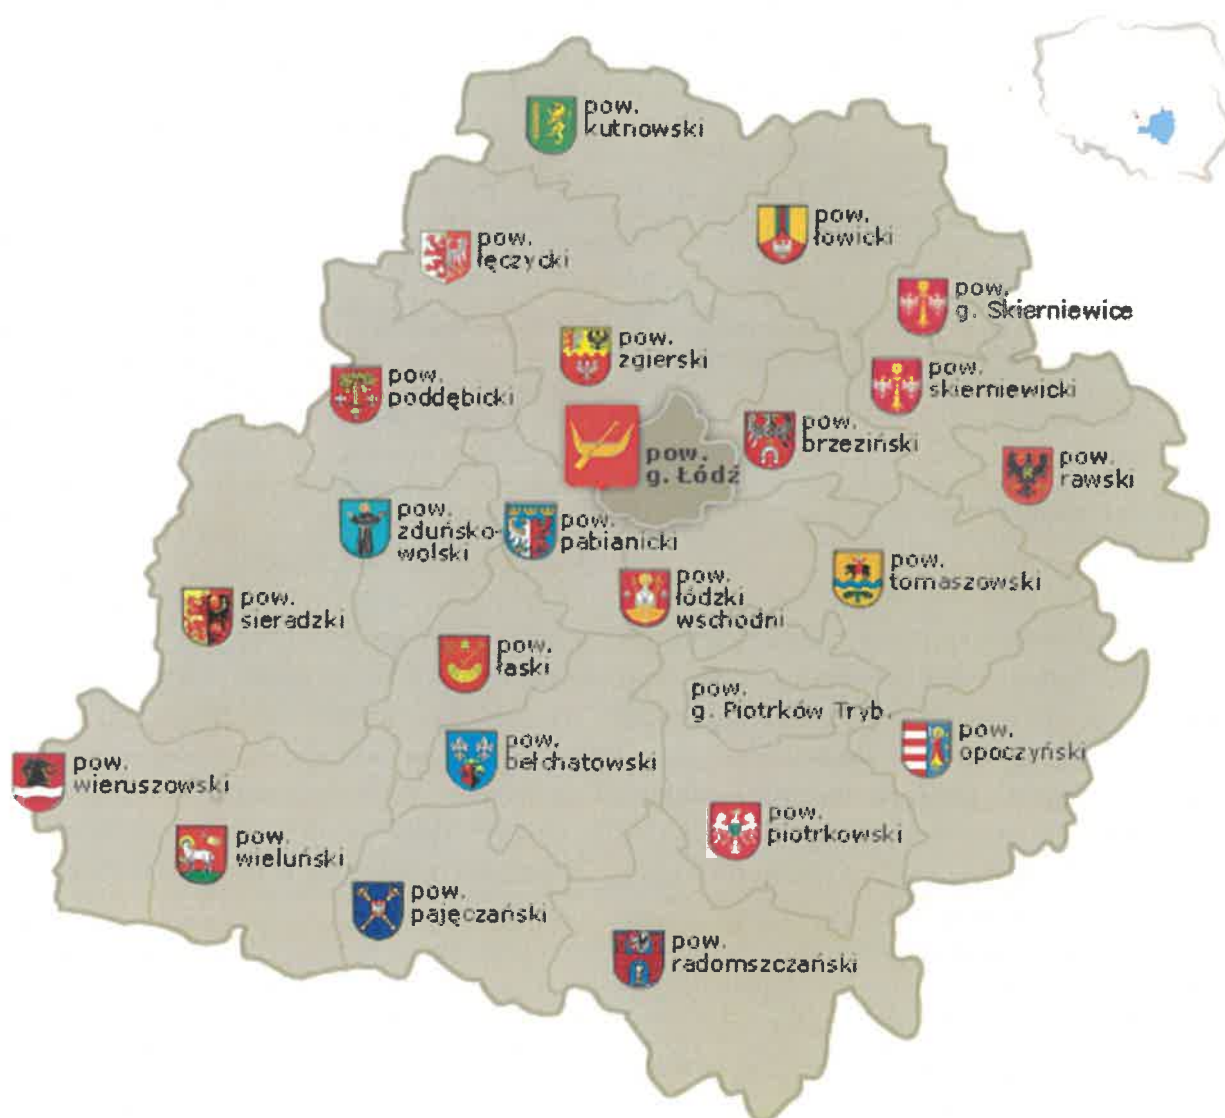 pow.
kutnowski
pow.
łowicki
pow.
łęczycki
pow.
g. Skierniewice
pow.
zgierski
pow.
skierniewicki
pow.
poddębicki
pow.
brzeziński
pow.
g. Łódź
pow.
rawski
pow.
zduńsko-
wolski
pow.
pabianicki
pow.
tomaszowski
pow.
łódzki
wschodni
pow.
sieradzki
pow.
łaski
pow.
g. Piotrków Tryb.
pow.
opoczyński
pow.
bełchatowski
pow.
wieruszowski
pow.
piotrkowski
pow.
wieluński
pow.
pajęczański
pow.
radomszczański